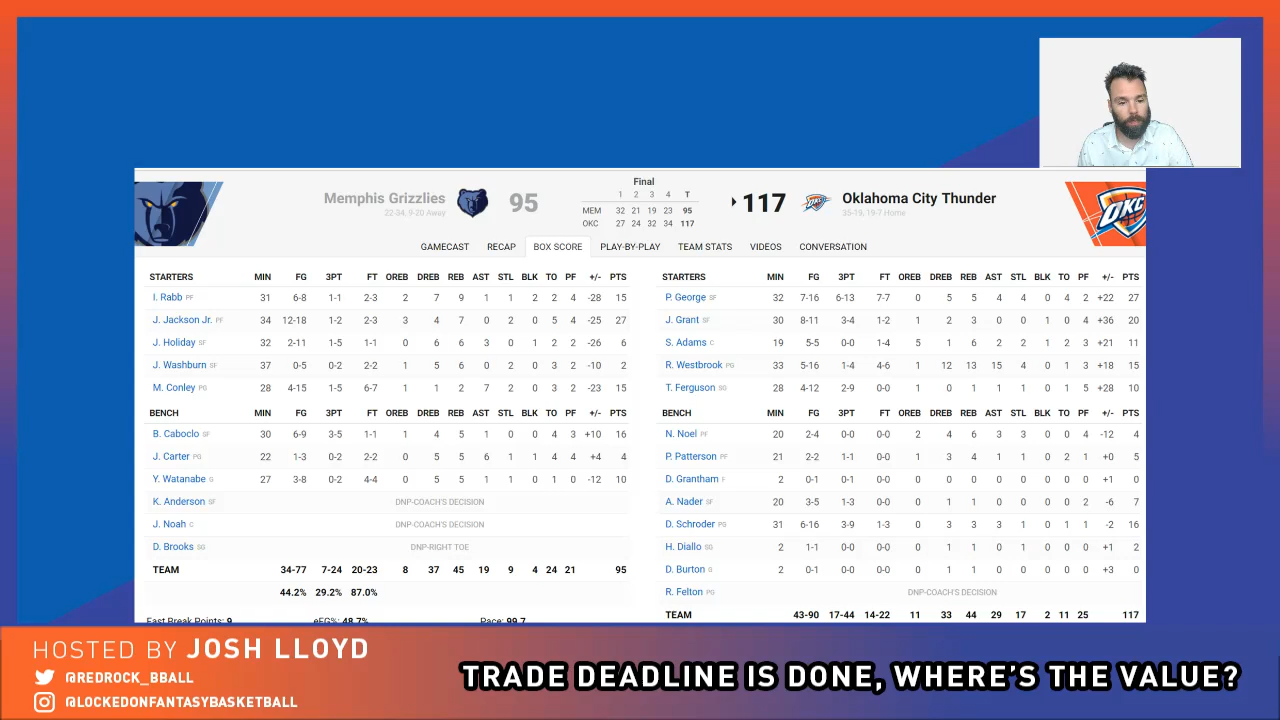 Final
Memphis Grizzlies 95 117 Oklahoma City Thunder
22-34, 9-20 Away 35-19, 19-7 Home
1 2 3 4 T
MEM 32 21 19 23 95
OKC 27 24 32 34 117
GAMECAST RECAP BOX SCORE PLAY-BY-PLAY TEAM STATS VIDEOS CONVERSATION
STARTERS MIN FG 3PT FT OREB DREB REB AST STL BLK TO PF +/- PTS
I. Rabb PF 31 6-8 1-1 2-3 2 7 9 1 1 2 2 4 -28 15
J. Jackson Jr. PF 34 12-18 1-2 2-3 3 4 7 0 2 0 5 4 -25 27
J. Holiday SF 32 2-11 1-5 1-1 0 6 6 3 0 1 2 2 -26 6
J. Washburn SF 37 0-5 0-2 2-2 1 5 6 0 2 0 3 2 -10 2
M. Conley PG 28 4-15 1-5 6-7 1 1 2 7 2 0 3 2 -23 15
BENCH MIN FG 3PT FT OREB DREB REB AST STL BLK TO PF +/- PTS
B. Caboclo SF 30 6-9 3-5 1-1 1 4 5 1 0 0 4 3 +10 16
J. Carter PG 22 1-3 0-2 2-2 0 5 5 6 1 1 4 4 +4 4
Y. Watanabe G 27 3-8 0-2 4-4 0 5 5 1 1 0 1 0 -12 10
K. Anderson SF DNP-COACH'S DECISION
J. Noah C DNP-COACH'S DECISION
D. Brooks SG DNP-RIGHT TOE
TEAM 34-77 7-24 20-23 8 37 45 19 9 4 24 21 95
44.2% 29.2% 87.0%
Fast Break Points: 9 eFG%: 48.7% Pace: 99.7
STARTERS MIN FG 3PT FT OREB DREB REB AST STL BLK TO PF +/- PTS
P. George SF 32 7-16 6-13 7-7 0 5 5 4 4 0 4 2 +22 27
J. Grant SF 30 8-11 3-4 1-2 1 2 3 0 0 1 0 4 +36 20
S. Adams C 19 5-5 0-0 1-4 5 1 6 2 2 1 2 3 +21 11
R. Westbrook PG 33 5-16 1-4 4-6 1 12 13 15 4 0 1 3 +18 15
T. Ferguson SG 28 4-12 2-9 0-0 0 1 1 1 1 0 1 5 +28 10
BENCH MIN FG 3PT FT OREB DREB REB AST STL BLK TO PF +/- PTS
N. Noel PF 20 2-4 0-0 0-0 2 4 6 3 3 0 0 4 -12 4
P. Patterson PF 21 2-2 1-1 0-0 1 3 4 0 1 0 2 1 +0 5
D. Grantham F 2 0-1 0-1 0-0 0 0 0 0 0 0 0 0 +1 0
A. Nader SF 20 3-5 1-3 0-0 0 1 1 0 0 0 0 2 -6 7
D. Schroder PG 31 6-16 3-9 1-3 0 3 3 3 1 0 1 1 -2 16
H. Diallo SG 2 1-1 0-0 0-0 0 1 1 0 1 0 0 0 +1 2
D. Burton G 2 0-1 0-0 0-0 0 1 1 0 0 0 0 0 +3 0
R. Felton PG DNP-COACH'S DECISION
TEAM 43-90 17-44 14-22 11 33 44 29 17 2 11 25 117
OKC
HOSTED BY JOSH LLOYD
@REDROCK_BBALL
@LOCKEDONFANTASYBASKETBALL
TRADE DEADLINE IS DONE, WHERE'S THE VALUE?